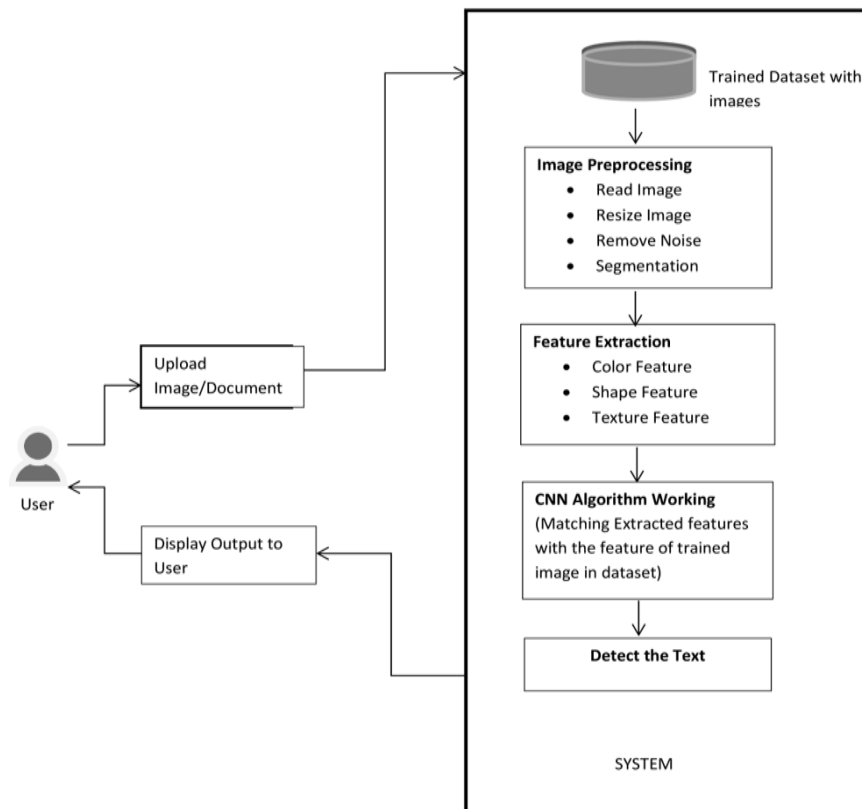 Trained Dataset with
images
Image Preprocessing
• Read Image
• Resize Image
• Remove Noise
• Segmentation
Upload
Image/Document
Feature Extraction
• Color Feature
• Shape Feature
• Texture Feature
User
CNN Algorithm Working
(Matching Extracted features
with the feature of trained
image in dataset)
Display Output to
User
Detect the Text
SYSTEM